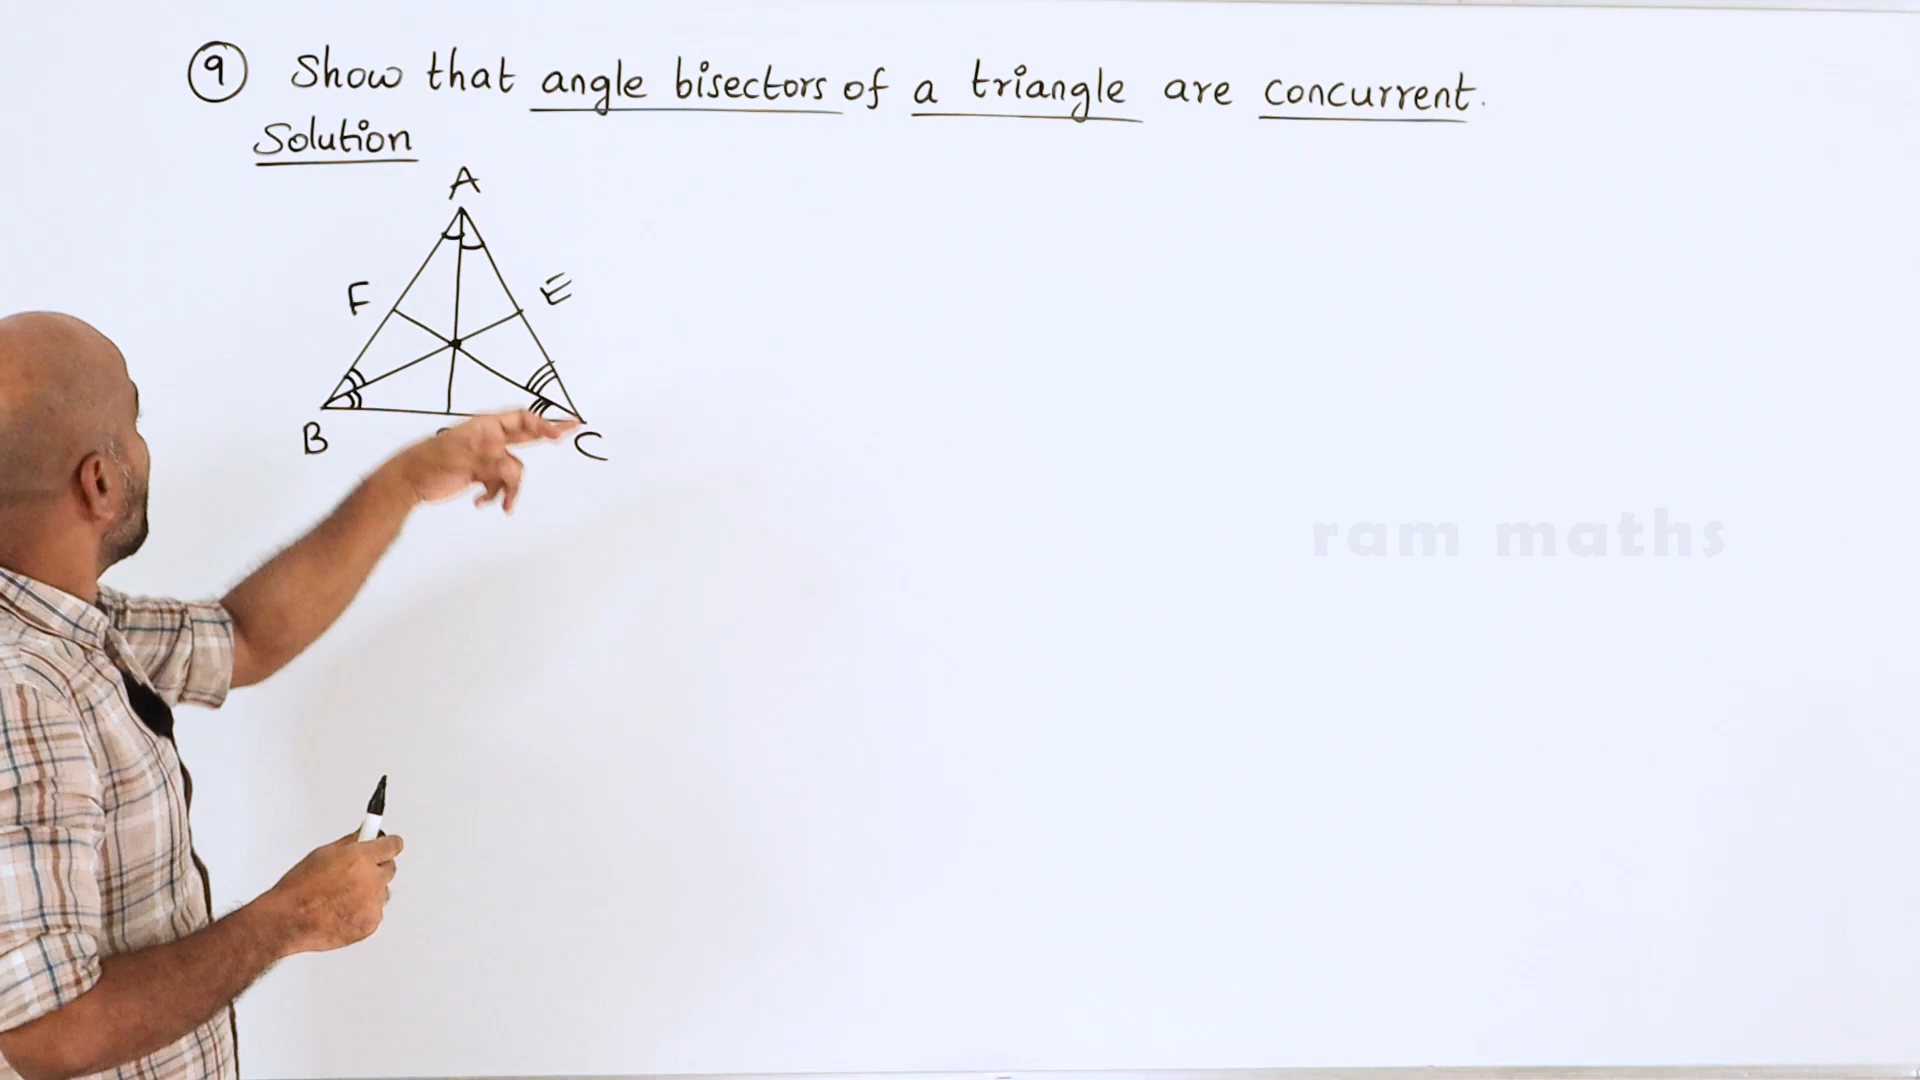 9 Show that angle bisectors of a triangle are concurrent.
Solution
A
F E
B C
ram maths